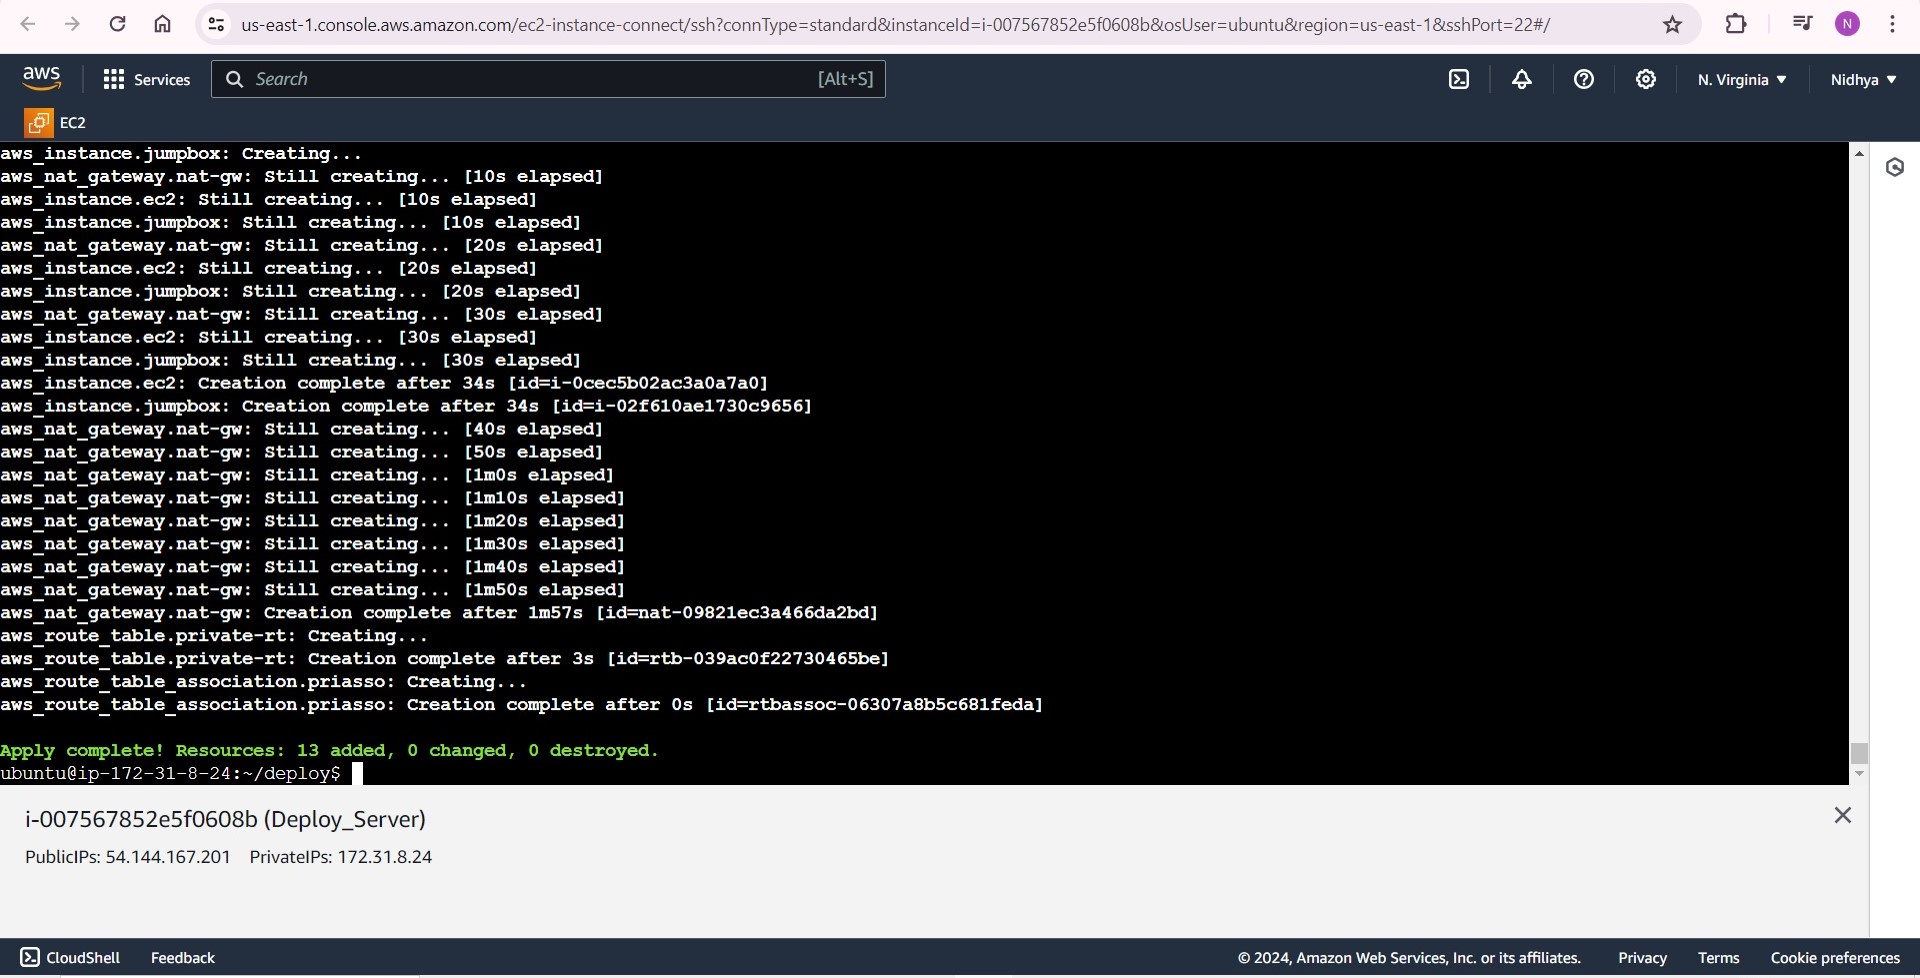 us-east-1.console.aws.amazon.com/ec2-instance-connect/ssh?connType=standard&instanceId=i-007567852e5f0608b&osUser=ubuntu&region=us-east-1&sshPort=22#/
N
aws
Services
Search
[Alt+S]
N. Virginia
Nidhya
EC2
aws_instance.jumpbox: Creating...
aws_nat_gateway.nat-gw: Still creating... [10s elapsed]
aws_instance.ec2: Still creating... [10s elapsed]
aws_instance.jumpbox: Still creating... [10s elapsed]
aws_nat_gateway.nat-gw: Still creating... [20s elapsed]
aws_instance.ec2: Still creating... [20s elapsed]
aws_instance.jumpbox: Still creating... [20s elapsed]
aws_nat_gateway.nat-gw: Still creating... [30s elapsed]
aws_instance.ec2: Still creating... [30s elapsed]
aws_instance.jumpbox: Still creating... [30s elapsed]
aws_instance.ec2: Creation complete after 34s [id=i-0cec5b02ac3a0a7a0]
aws_instance.jumpbox: Creation complete after 34s [id=i-02f610ae1730c9656]
aws_nat_gateway.nat-gw: Still creating... [40s elapsed]
aws_nat_gateway.nat-gw: Still creating... [50s elapsed]
aws_nat_gateway.nat-gw: Still creating... [1m0s elapsed]
aws_nat_gateway.nat-gw: Still creating... [1m10s elapsed]
aws_nat_gateway.nat-gw: Still creating... [1m20s elapsed]
aws_nat_gateway.nat-gw: Still creating... [1m30s elapsed]
aws_nat_gateway.nat-gw: Still creating... [1m40s elapsed]
aws_nat_gateway.nat-gw: Still creating... [1m50s elapsed]
aws_nat_gateway.nat-gw: Creation complete after 1m57s [id=nat-09821ec3a466da2bd]
aws_route_table.private-rt: Creating...
aws_route_table.private-rt: Creation complete after 3s [id=rtb-039ac0f22730465be]
aws_route_table_association.priasso: Creating...
aws_route_table_association.priasso: Creation complete after 0s [id=rtbassoc-06307a8b5c681feda]
Apply complete! Resources: 13 added, 0 changed, 0 destroyed.
ubuntu@ip-172-31-8-24:~/deploy$
i-007567852e5f0608b (Deploy_Server)
PublicIPs: 54.144.167.201 PrivateIPs: 172.31.8.24
CloudShell
Feedback
© 2024, Amazon Web Services, Inc. or its affiliates.
Privacy
Terms
Cookie preferences